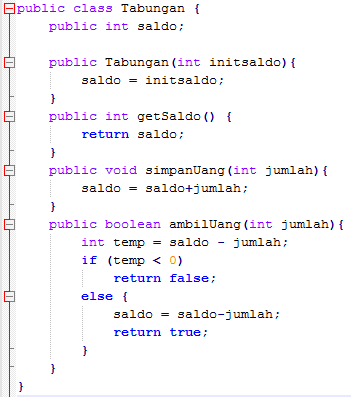 public class Tabungan {
    public int saldo;

    public Tabungan(int initsaldo){
        saldo = initsaldo;
    }
    public int getSaldo() {
        return saldo;
    }
    public void simpanUang(int jumlah){
        saldo = saldo+jumlah;
    }
    public boolean ambilUang(int jumlah){
        int temp = saldo - jumlah;
        if (temp < 0)
            return false;
        else {
            saldo = saldo-jumlah;
            return true;
        }
    }
}